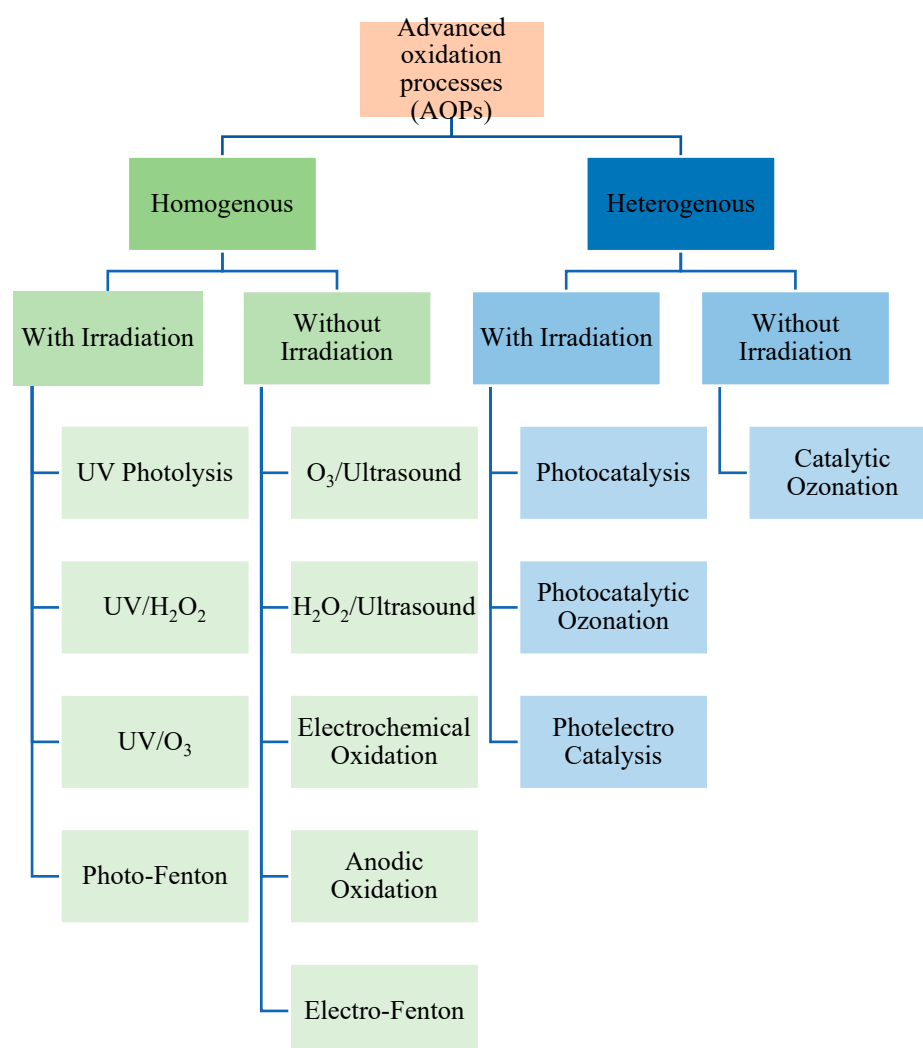 Advanced
oxidation
processes
(AOPs)
Homogenous
Heterogenous
With Irradiation
Without
Irradiation
With Irradiation
Without
Irradiation
UV Photolysis
O₃/Ultrasound
Photocatalysis
Catalytic
Ozonation
UV/H₂O₂
H₂O₂/Ultrasound
Photocatalytic
Ozonation
UV/O₃
Electrochemical
Oxidation
Photelectro
Catalysis
Photo-Fenton
Anodic
Oxidation
Electro-Fenton